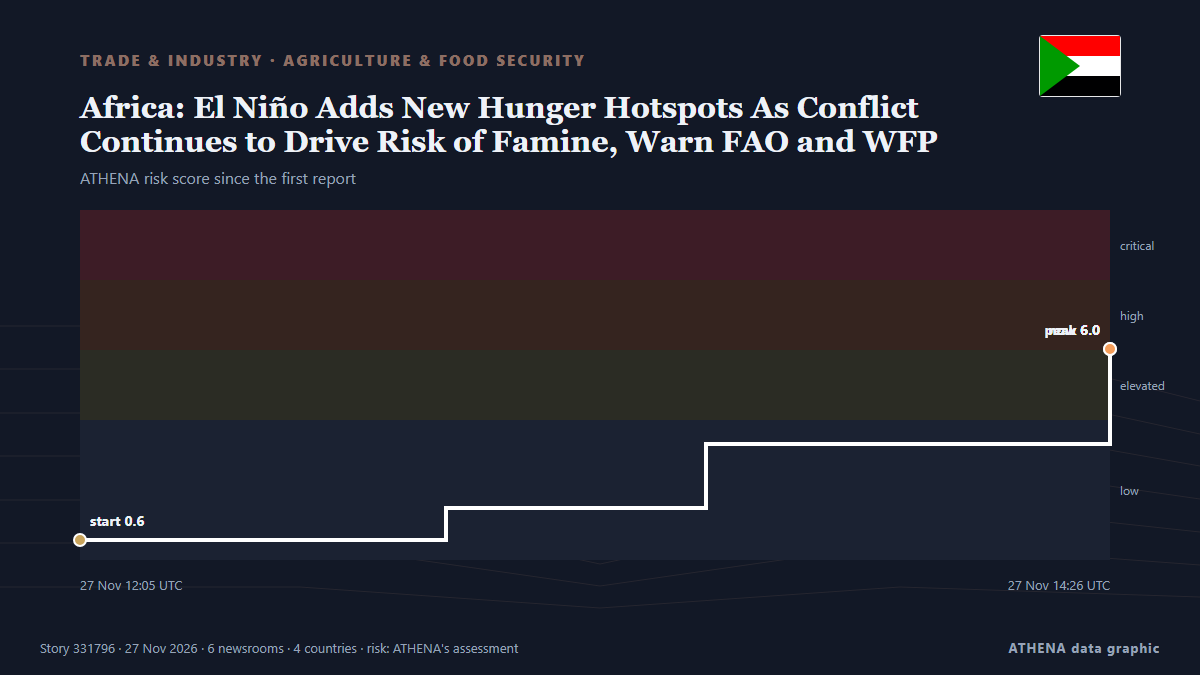 TRADE & INDUSTRY · AGRICULTURE & FOOD SECURITY
Africa: El Niño Adds New Hunger Hotspots As Conflict
Continues to Drive Risk of Famine, Warn FAO and WFP
ATHENA risk score since the first report
critical
high
peak 6.0
elevated
low
start 0.6
27 Nov 12:05 UTC
27 Nov 14:26 UTC
Story 331796 · 27 Nov 2026 · 6 newsrooms · 4 countries · risk: ATHENA's assessment
ATHENA data graphic